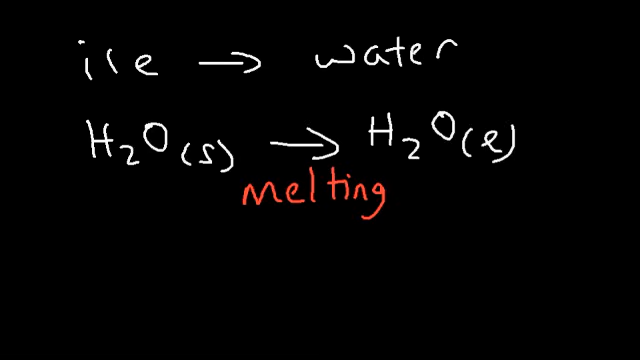 ice → water
H₂O(s) → H₂O(l)
melting